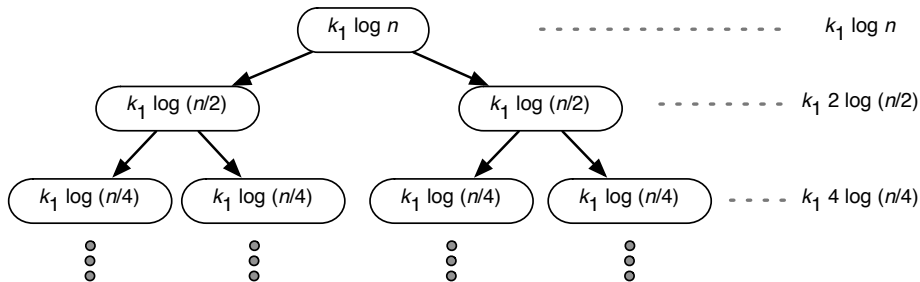 k₁ log n
k₁ log n
k₁ log (n/2)
k₁ log (n/2)
k₁ 2 log (n/2)
k₁ log (n/4)
k₁ log (n/4)
k₁ log (n/4)
k₁ log (n/4)
k₁ 4 log (n/4)